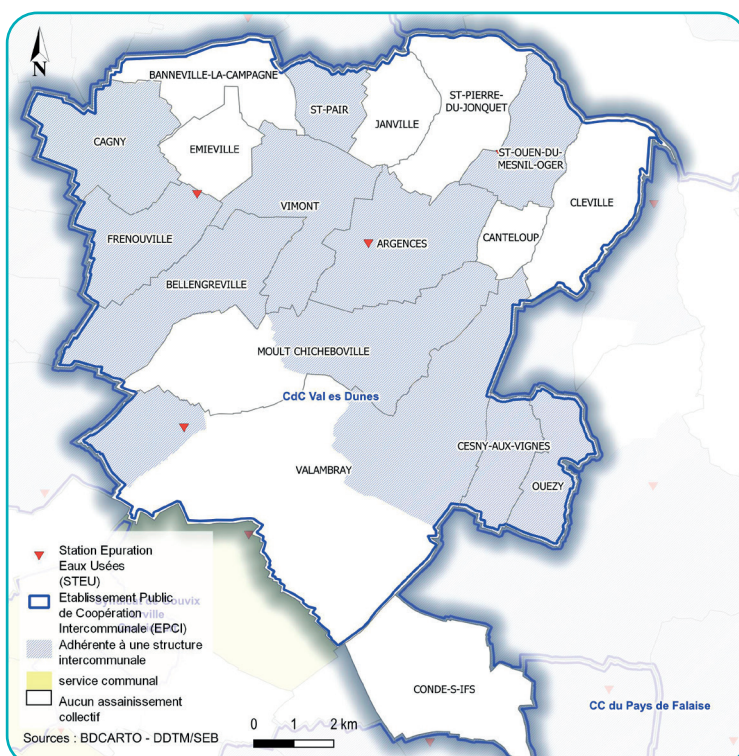 N
BANNEVILLE-LA-CAMPAGNE
ST-PIERRE-
DU-JONQUET
ST-PAIR
JANVILLE
CAGNY
EMIEVILLE
ST-OUEN-DU-
MESNIL-OGER
CLEVILLE
VIMONT
FRENOUVILLE
ARGENCES
CANTELOUP
BELLENGREVILLE
MOULT CHICHEBOVILLE
CdC Val es Dunes
CESNY-AUX-VIGNES
VALAMBRAY
OUEZY
Station Epuration
Eaux Usées
(STEU)
Etablissement Public
de Coopération
Intercommunale (EPCI)
Adhérente à une structure
intercommunale
service communal
Aucun assainissement
collectif
Sources : BDCARTO - DDTM/SEB
0 1 2 km
CONDE-S-IFS
CC du Pays de Falaise